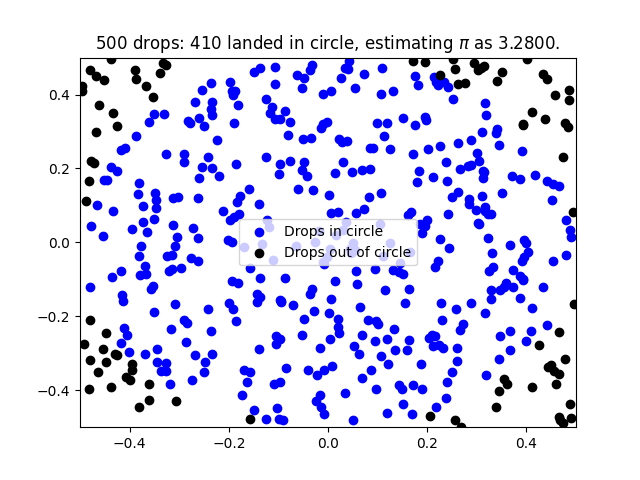 500 drops: 410 landed in circle, estimating π as 3.2800.
0.4
0.2
0.0
−0.2
−0.4
Drops in circle
Drops out of circle
−0.4 −0.2 0.0 0.2 0.4